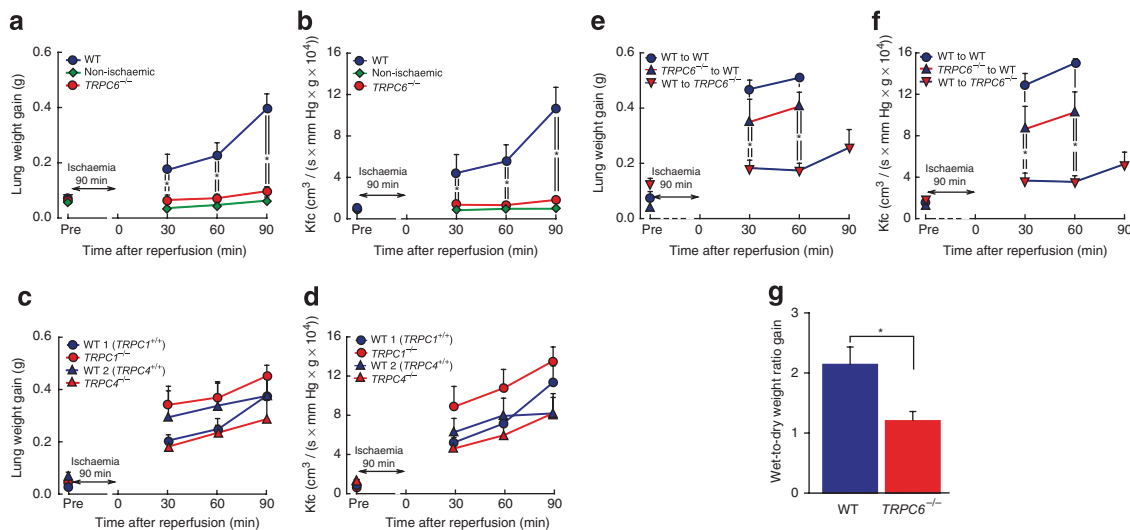 a
Lung weight gain (g)
0.6
0.4
0.2
0.0
WT
Non-ischaemic
TRPC6−/−
Ischaemia
90 min
*
*
*
Pre
0
30
60
90
Time after reperfusion (min)
b
Kfc (cm3 / (s × mm Hg × g × 104)
16
12
8
4
0
WT
Non-ischaemic
TRPC6−/−
Ischaemia
90 min
*
*
*
Pre
0
30
60
90
Time after reperfusion (min)
e
Lung weight gain (g)
0.6
0.4
0.2
0.0
WT to WT
TRPC6−/− to WT
WT to TRPC6−/−
Ischaemia
90 min
*
*
Pre
0
30
60
90
Time after reperfusion (min)
f
Kfc (cm3 / (s × mm Hg × g × 104)
16
12
8
4
0
WT to WT
TRPC6−/− to WT
WT to TRPC6−/−
Ischaemia
90 min
*
*
Pre
0
30
60
90
Time after reperfusion (min)
c
Lung weight gain (g)
0.6
0.4
0.2
0.0
WT 1 (TRPC1+/+)
TRPC1−/−
WT 2 (TRPC4+/+)
TRPC4−/−
Ischaemia
90 min
Pre
0
30
60
90
Time after reperfusion (min)
d
Kfc (cm3 / (s × mm Hg × g × 104)
16
12
8
4
0
WT 1 (TRPC1+/+)
TRPC1−/−
WT 2 (TRPC4+/+)
TRPC4−/−
Ischaemia
90 min
Pre
0
30
60
90
Time after reperfusion (min)
g
Wet-to-dry weight ratio gain
3
2
1
0
*
WT
TRPC6−/−